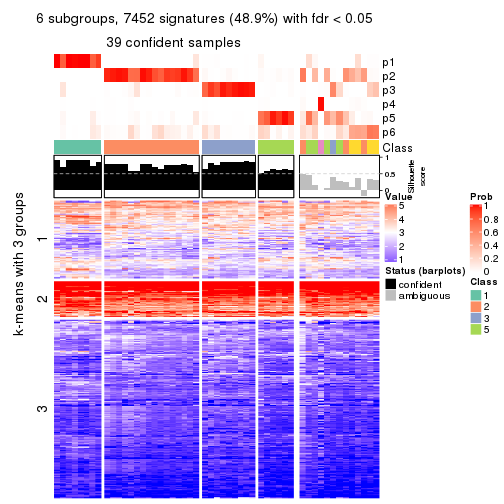 6 subgroups, 7452 signatures (48.9%) with fdr < 0.05
39 confident samples
p1
p2
p3
p4
p5
p6
Class
1
0.5
0
Silhouette
score
k-means with 3 groups
1
2
3
Value
5
4
3
2
1
Status (barplots)
confident
ambiguous
Prob
1
0.8
0.6
0.4
0.2
0
Class
1
2
3
5